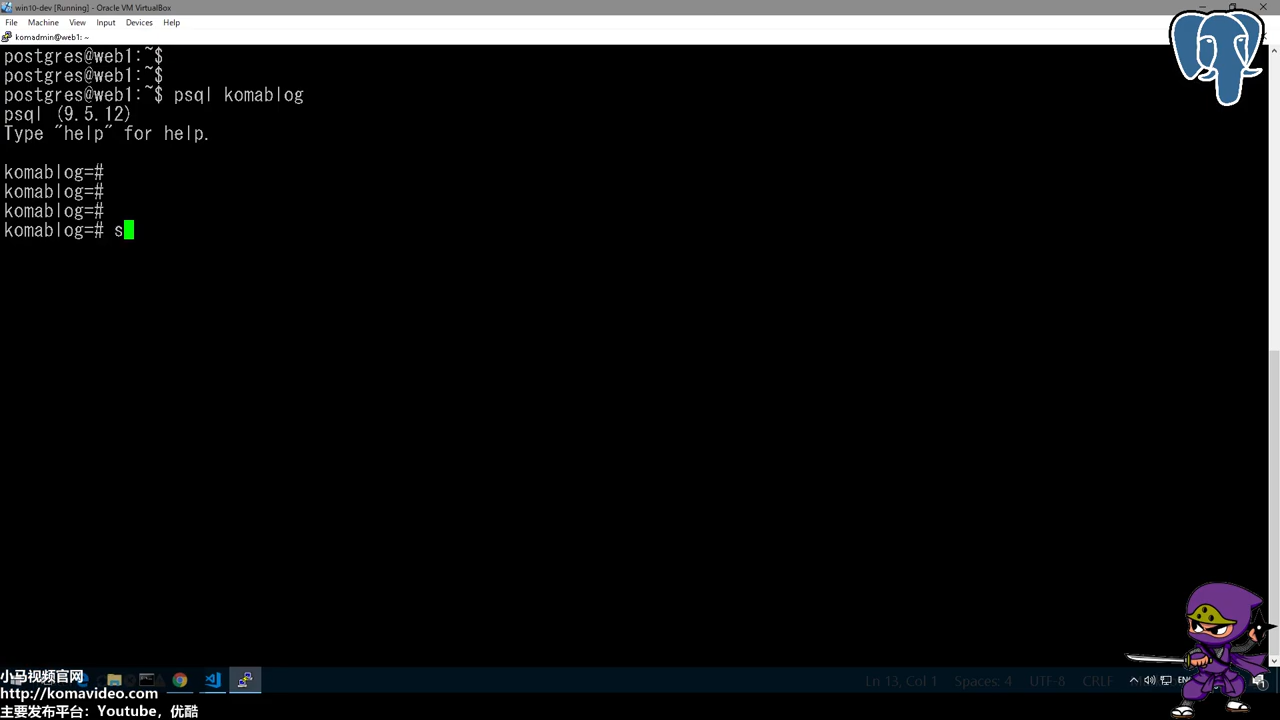 win10-dev [Running] - Oracle VM VirtualBox
File Machine View Input Devices Help
komadmin@web1: ~
postgres@web1:~$
postgres@web1:~$
postgres@web1:~$ psql komablog
psql (9.5.12)
Type "help" for help.
komablog=#
komablog=#
komablog=#
komablog=# s
小马视频官网
http://komavideo.com
主要发布平台：Youtube，优酷
Ln 13, Col 1 Spaces: 4 UTF-8 CRLF